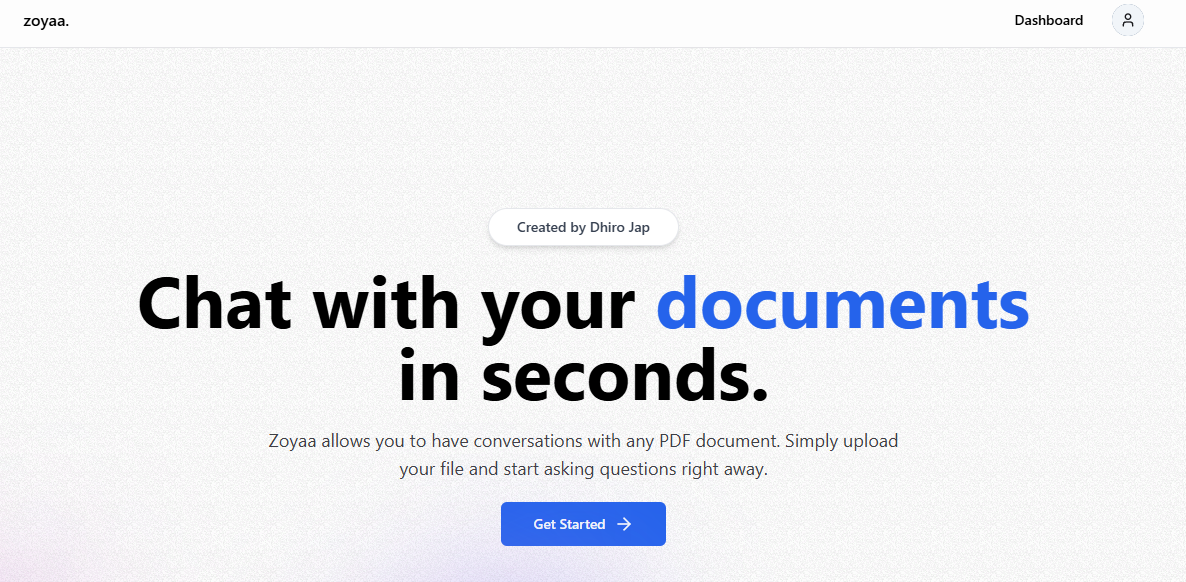 zoyaa.
Dashboard
Created by Dhiro Jap
Chat with your documents
in seconds.
Zoyaa allows you to have conversations with any PDF document. Simply upload
your file and start asking questions right away.
Get Started